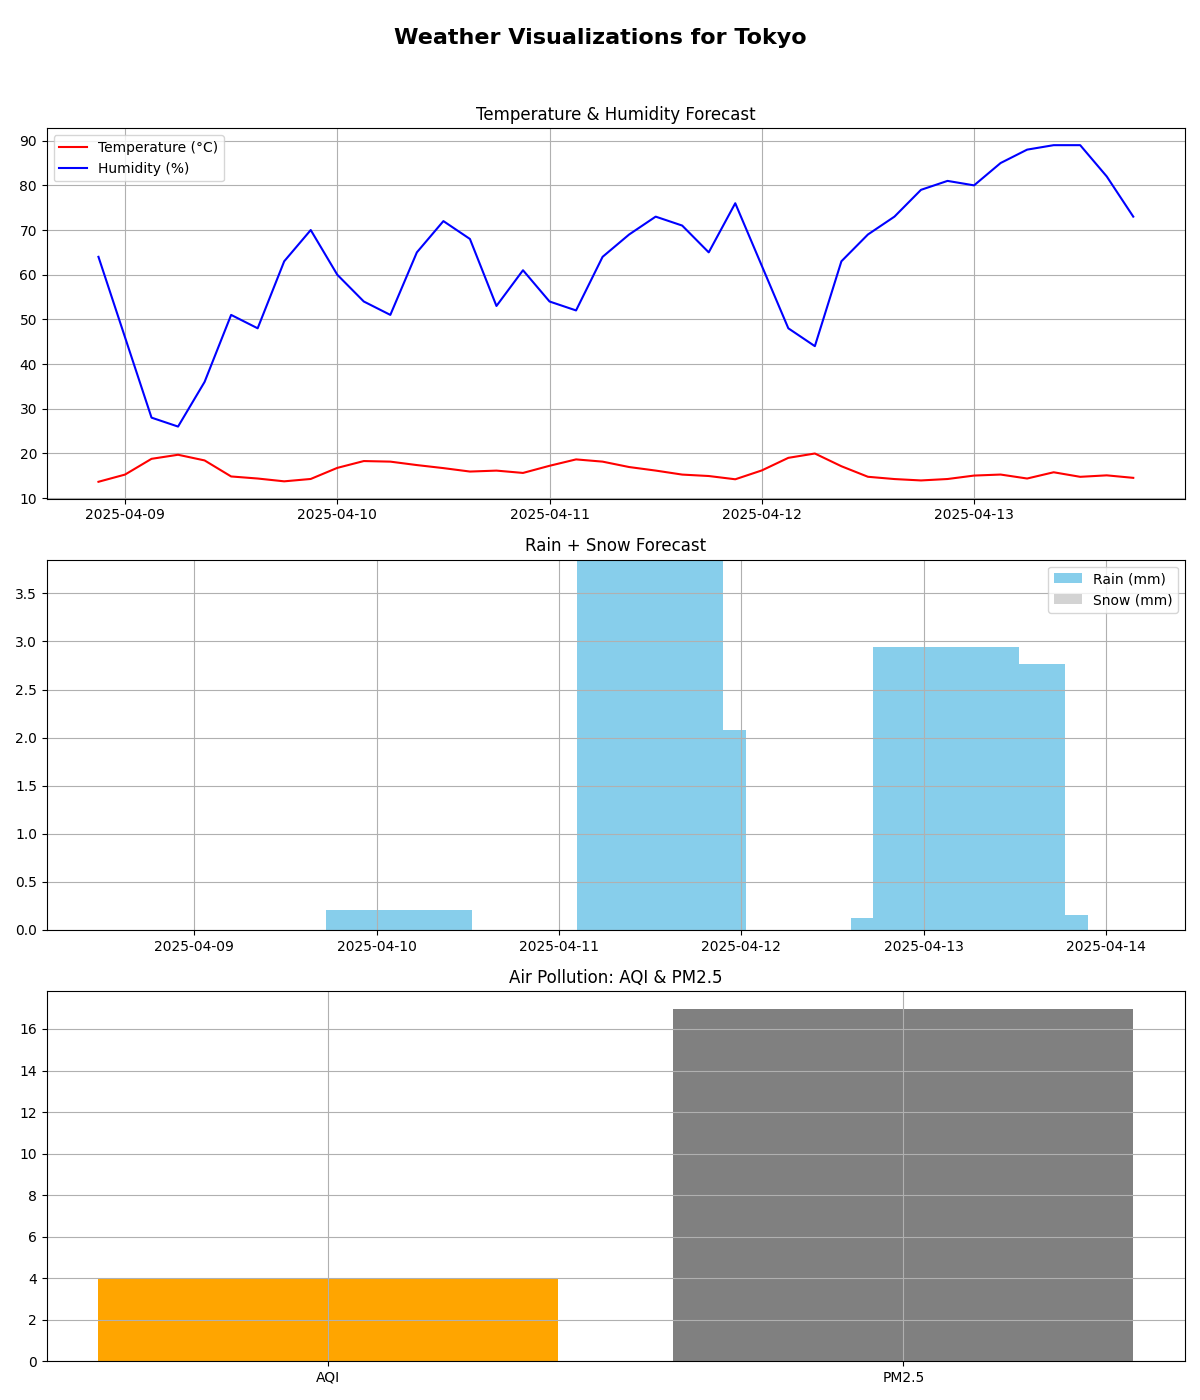 Weather Visualizations for Tokyo
Temperature & Humidity Forecast
Temperature (°C)
Humidity (%)
90
80
70
60
50
40
30
20
10
2025-04-09 2025-04-10 2025-04-11 2025-04-12 2025-04-13
Rain + Snow Forecast
Rain (mm)
Snow (mm)
3.5
3.0
2.5
2.0
1.5
1.0
0.5
0.0
2025-04-09 2025-04-10 2025-04-11 2025-04-12 2025-04-13 2025-04-14
Air Pollution: AQI & PM2.5
16
14
12
10
8
6
4
2
0
AQI PM2.5